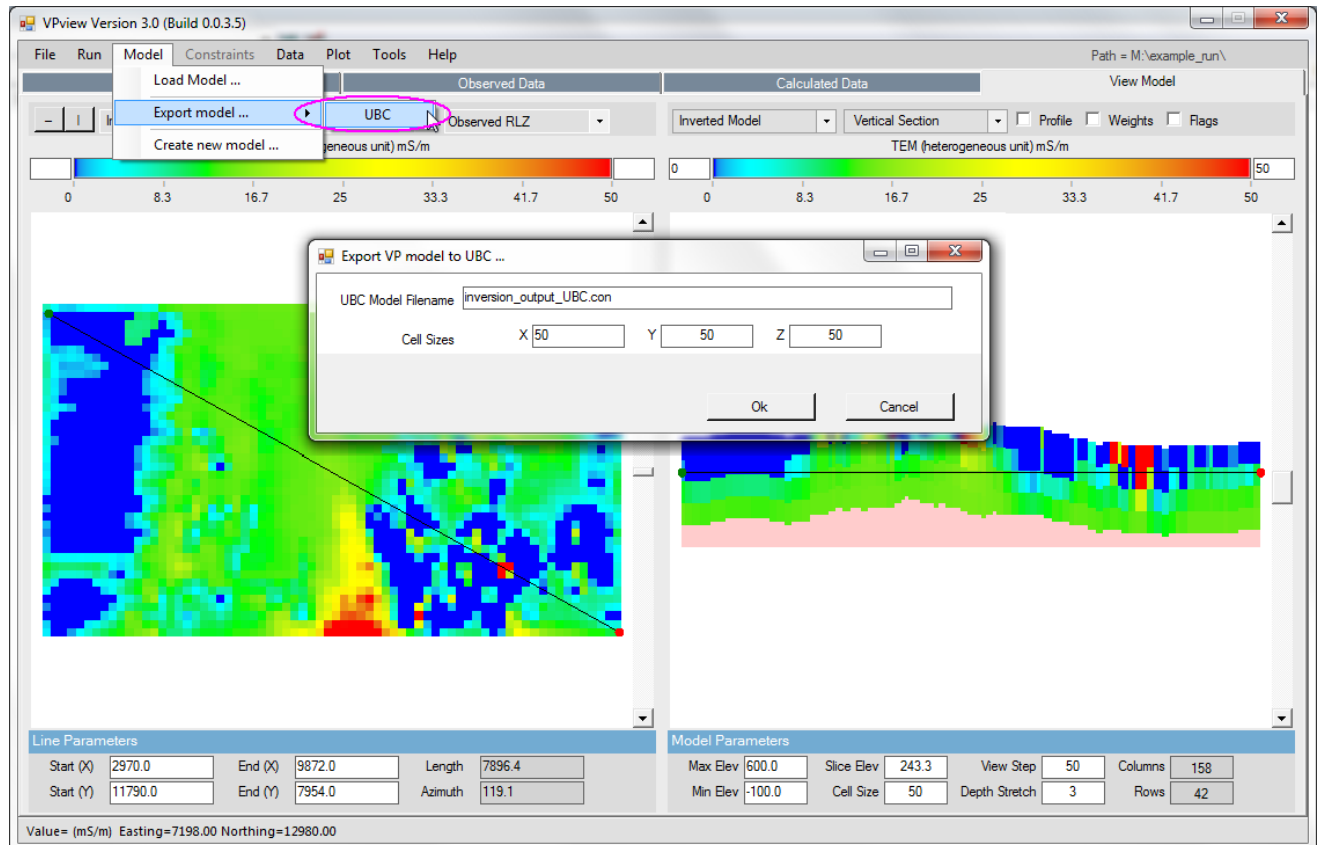 VPview Version 3.0 (Build 0.0.3.5)
File Run Model Constraints Data Plot Tools Help Path = M:\example_run\
Load Model ...
Export model ...
Create new model ...
UBC
Observed Data Calculated Data View Model
- I Observed RLZ
Inverted Model Vertical Section Profile Weights Flags
geneous unit) mS/m
TEM (heterogeneous unit) mS/m
0 50
0 8.3 16.7 25 33.3 41.7 50
0 8.3 16.7 25 33.3 41.7 50
Export VP model to UBC ...
UBC Model Filename inversion_output_UBC.con
Cell Sizes X 50 Y 50 Z 50
Ok Cancel
Line Parameters
Start (X) 2970.0 End (X) 9872.0 Length 7896.4
Start (Y) 11790.0 End (Y) 7954.0 Azimuth 119.1
Model Parameters
Max Elev 600.0 Slice Elev 243.3 View Step 50 Columns 158
Min Elev -100.0 Cell Size 50 Depth Stretch 3 Rows 42
Value= (mS/m) Easting=7198.00 Northing=12980.00